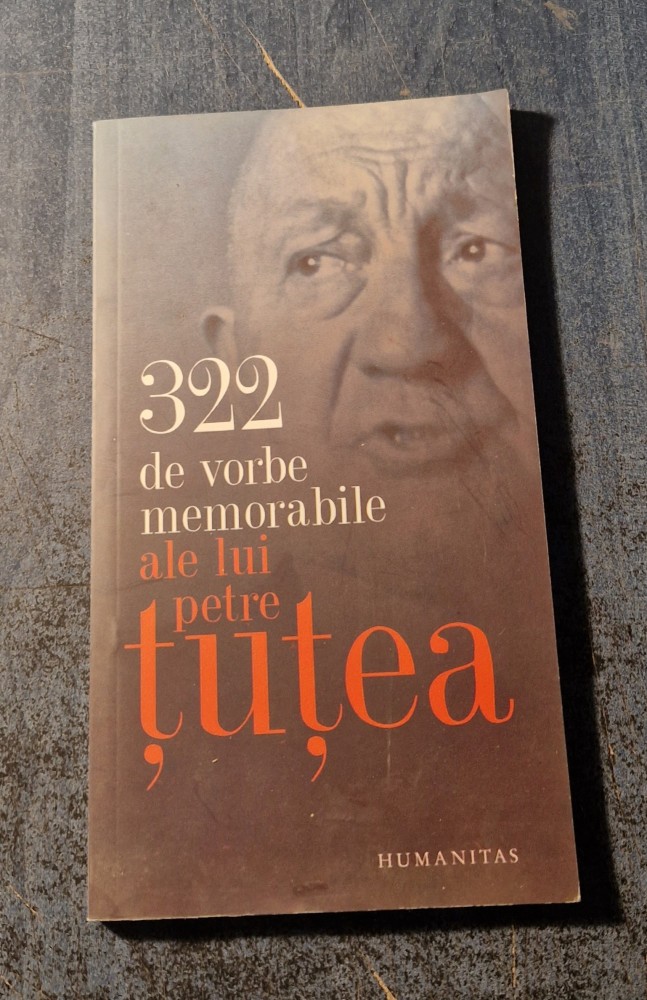 322
de vorbe
memorabile
ale lui
petre
țuțea
HUMANITAS